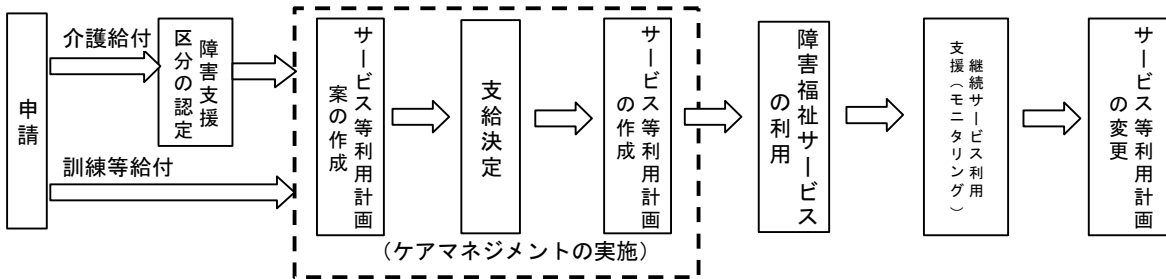 申請
介護給付
訓練等給付
障害支援
区分の認定
サービス等利用計画
案の作成
支給決定
サービス等利用計画
の作成
（ケアマネジメントの実施）
障害福祉サービス
の利用
継続サービス利用
支援（モニタリング）
サービス等利用計画
の変更